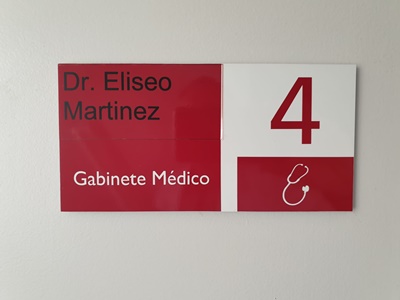 Dr. Eliseo
Martinez
Gabinete Médico
4